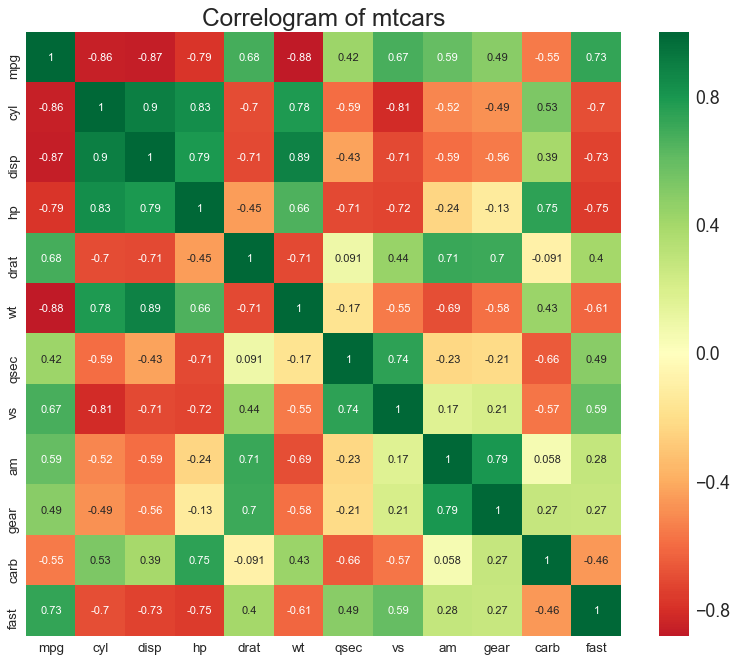 Correlogram of mtcars
mpg 1 -0.86 -0.87 -0.79 0.68 -0.88 0.42 0.67 0.59 0.49 -0.55 0.73
cyl -0.86 1 0.9 0.83 -0.7 0.78 -0.59 -0.81 -0.52 -0.49 0.53 -0.7
disp -0.87 0.9 1 0.79 -0.71 0.89 -0.43 -0.71 -0.59 -0.56 0.39 -0.73
hp -0.79 0.83 0.79 1 -0.45 0.66 -0.71 -0.72 -0.24 -0.13 0.75 -0.75
drat 0.68 -0.7 -0.71 -0.45 1 -0.71 0.091 0.44 0.71 0.7 -0.091 0.4
wt -0.88 0.78 0.89 0.66 -0.71 1 -0.17 -0.55 -0.69 -0.58 0.43 -0.61
qsec 0.42 -0.59 -0.43 -0.71 0.091 -0.17 1 0.74 -0.23 -0.21 -0.66 0.49
vs 0.67 -0.81 -0.71 -0.72 0.44 -0.55 0.74 1 0.17 0.21 -0.57 0.59
am 0.59 -0.52 -0.59 -0.24 0.71 -0.69 -0.23 0.17 1 0.79 0.058 0.28
gear 0.49 -0.49 -0.56 -0.13 0.7 -0.58 -0.21 0.21 0.79 1 0.27 0.27
carb -0.55 0.53 0.39 0.75 -0.091 0.43 -0.66 -0.57 0.058 0.27 1 -0.46
fast 0.73 -0.7 -0.73 -0.75 0.4 -0.61 0.49 0.59 0.28 0.27 -0.46 1
mpg cyl disp hp drat wt qsec vs am gear carb fast
0.8
0.4
0.0
−0.4
−0.8